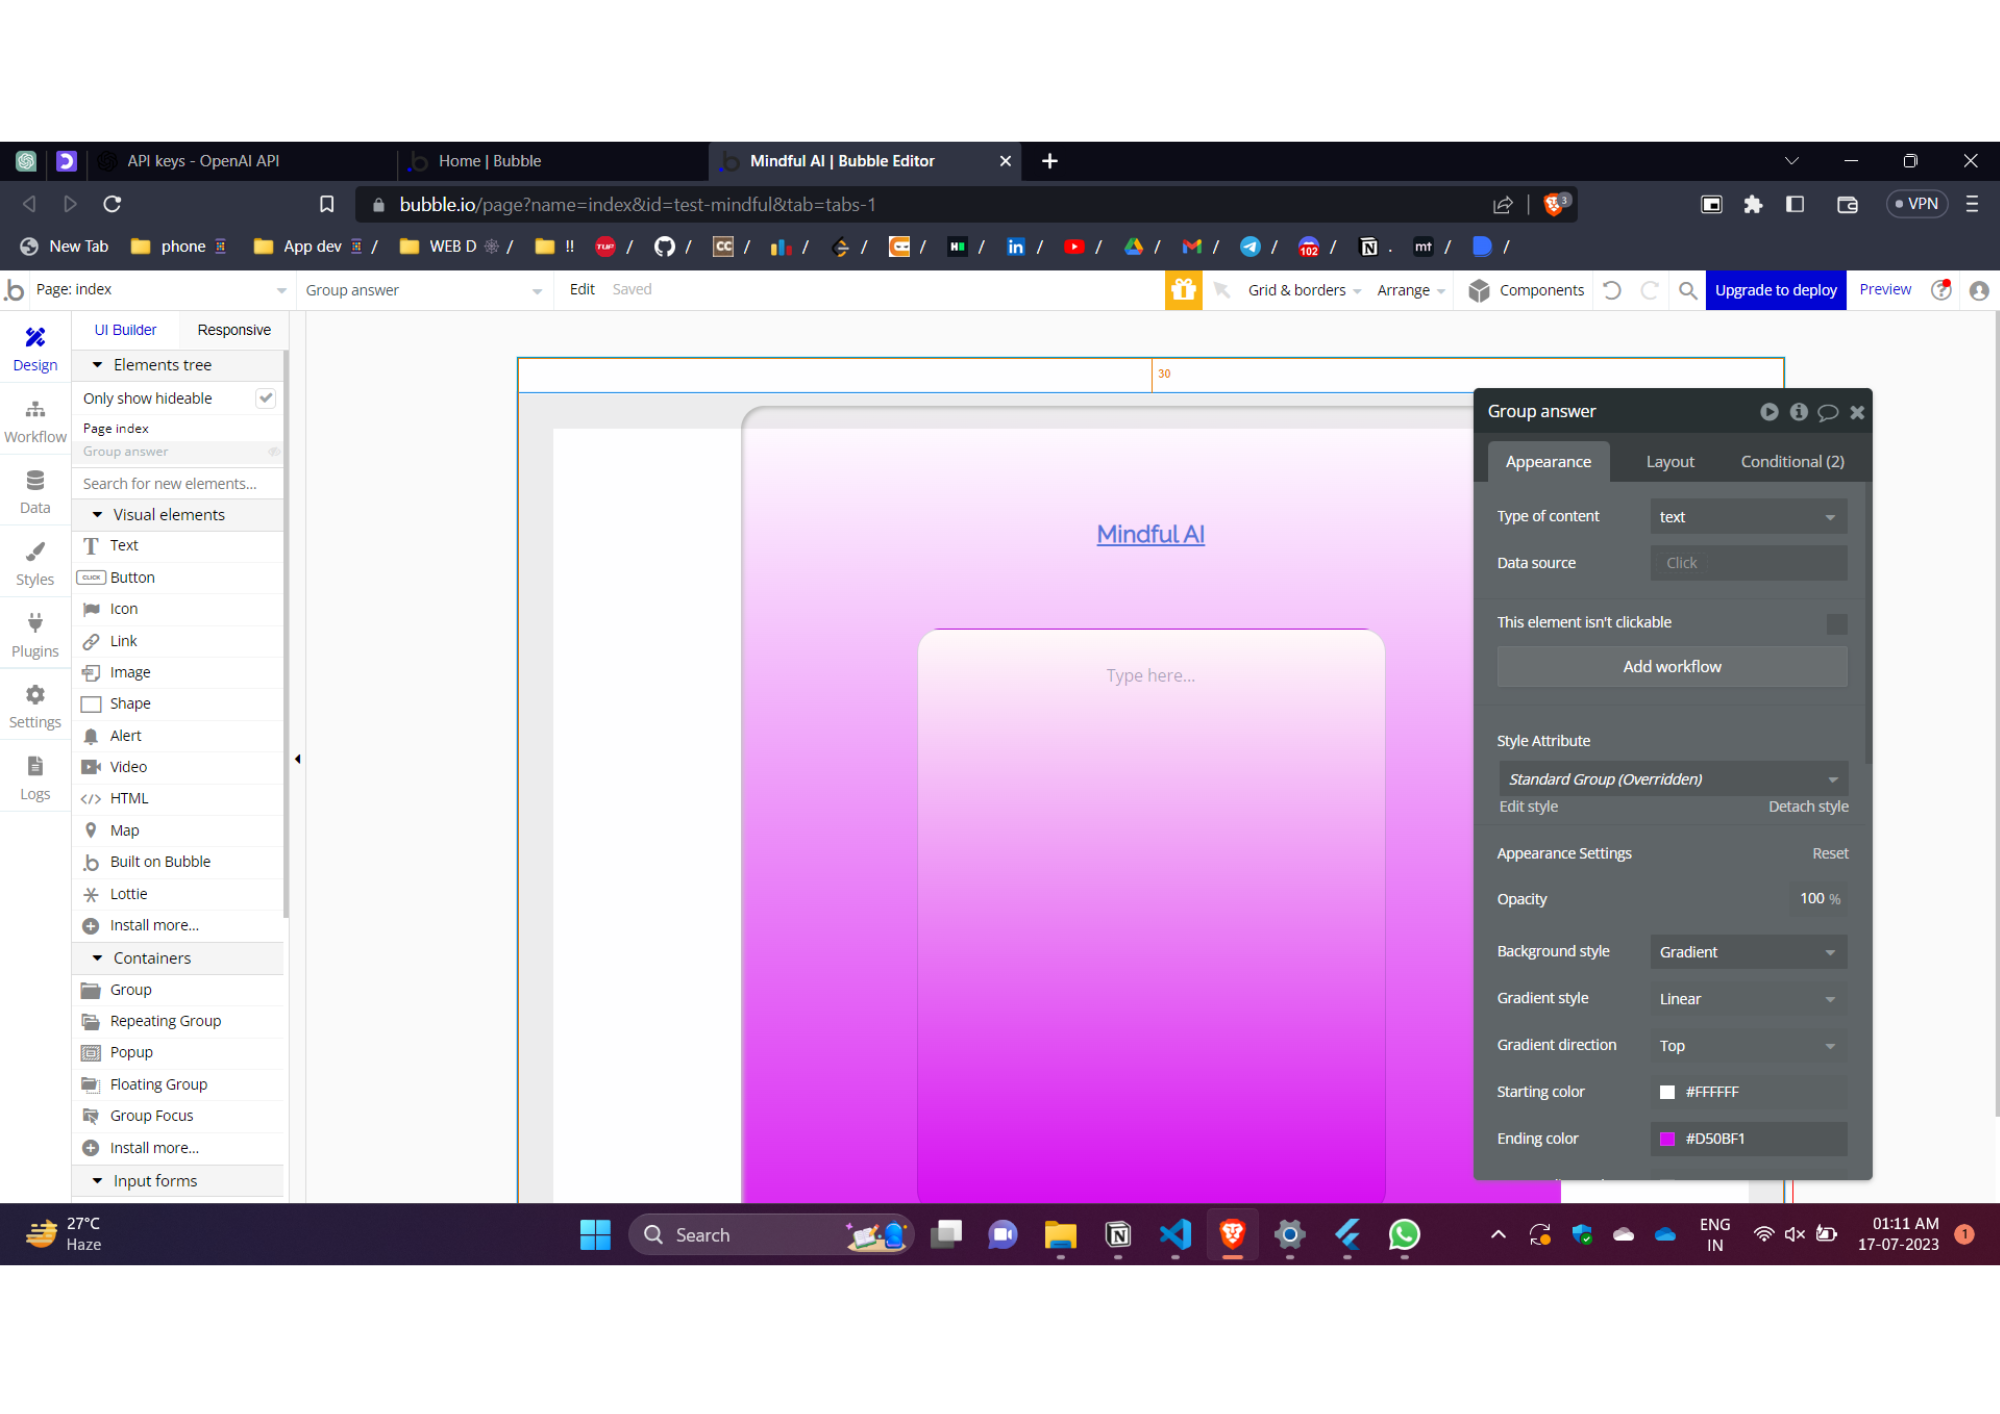 API keys - OpenAI API
Home | Bubble
Mindful AI | Bubble Editor
bubble.io/page?name=index&id=test-mindful&tab=tabs-1
3
VPN
New Tab
phone
App dev
/
WEB D
/
!!
TUF
/
/
CC
/
/
/
/
H
/
in
/
/
/
/
/
102
/
N
.
mt
/
/
.b
Page: index
Group answer
Edit
Saved
Grid & borders
Arrange
Components
Upgrade to deploy
Preview
Design
Workflow
Data
Styles
Plugins
Settings
Logs
UI Builder
Responsive
Elements tree
Only show hideable
Page index
Group answer
Search for new elements...
Visual elements
Text
CLICK Button
Icon
Link
Image
Shape
Alert
Video
HTML
Map
Built on Bubble
Lottie
Install more...
Containers
Group
Repeating Group
Popup
Floating Group
Group Focus
Install more...
Input forms
30
Mindful AI
Type here...
Group answer
Appearance
Layout
Conditional (2)
Type of content
text
Data source
Click
This element isn't clickable
Add workflow
Style Attribute
Standard Group (Overridden)
Edit style
Detach style
Appearance Settings
Reset
Opacity
100 %
Background style
Gradient
Gradient style
Linear
Gradient direction
Top
Starting color
#FFFFFF
Ending color
#D50BF1
27°C
Haze
Search
ENG
IN
01:11 AM
17-07-2023
1